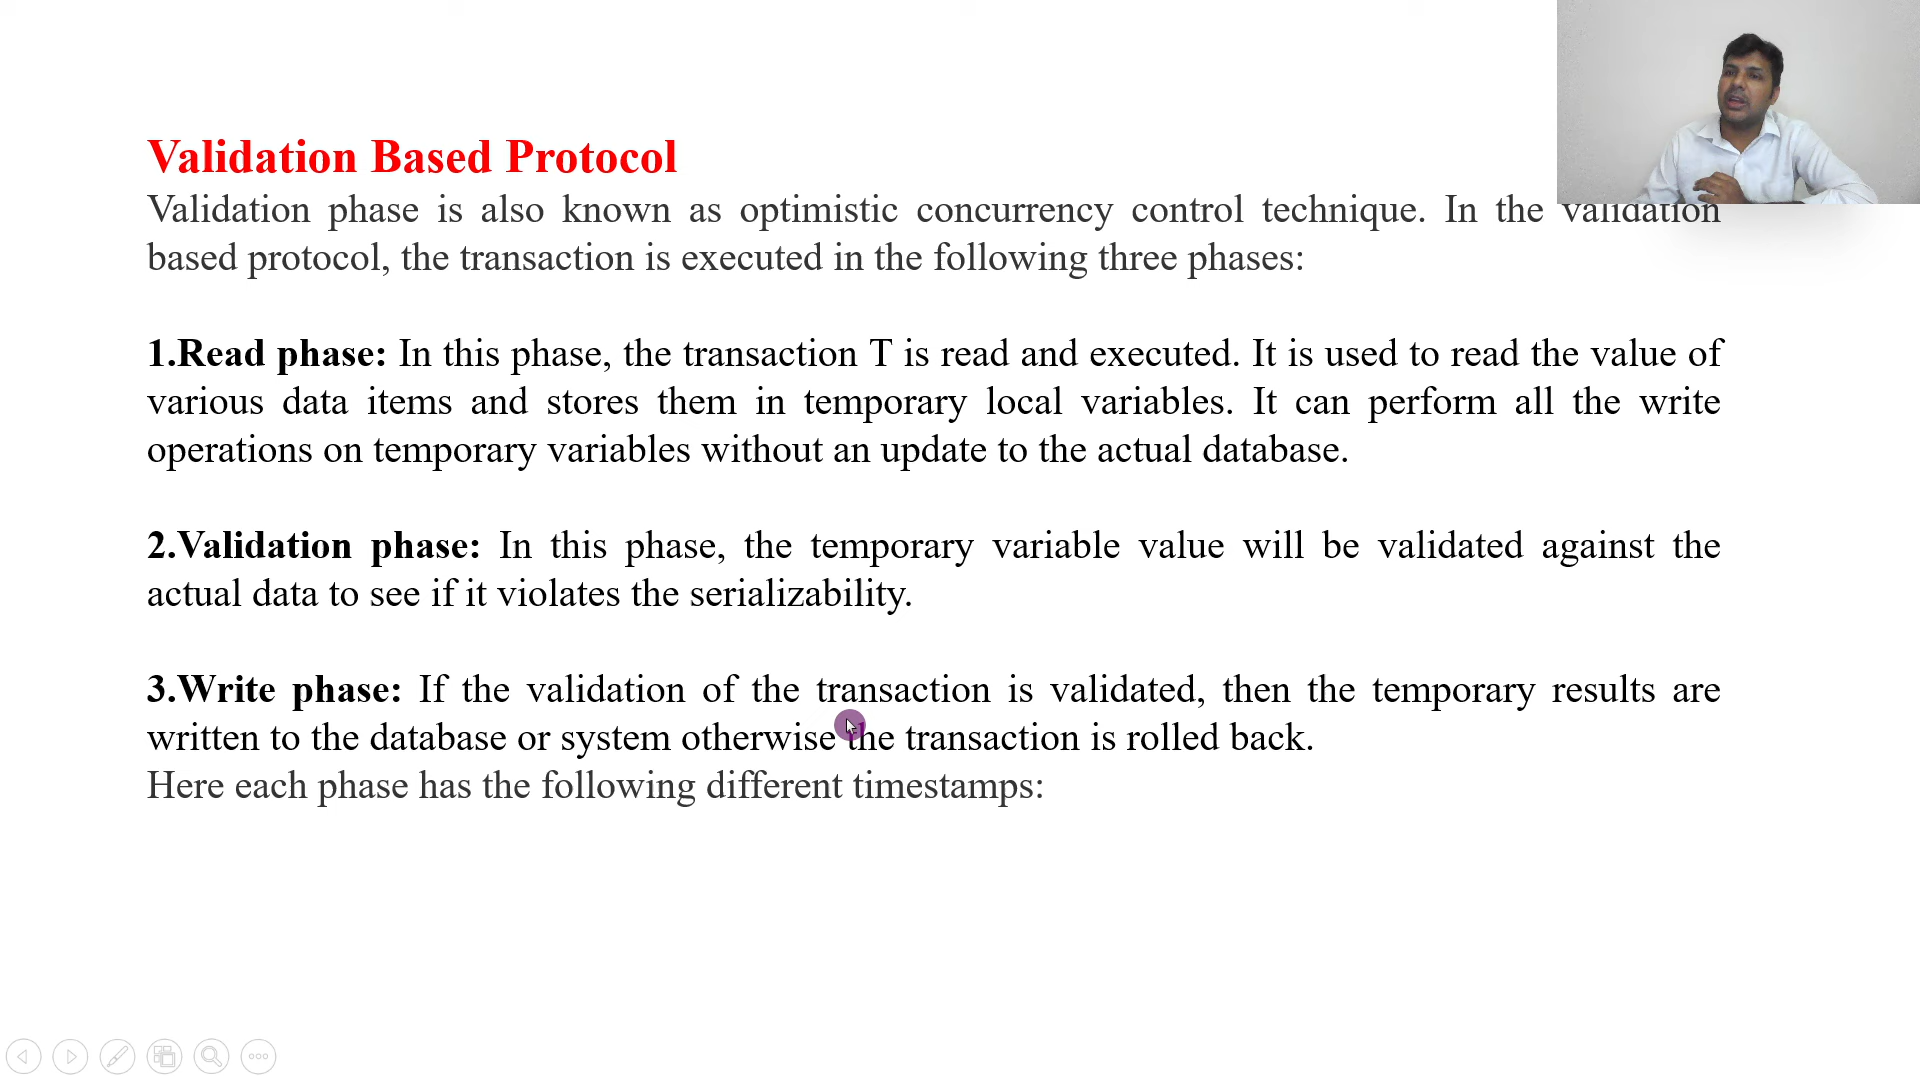 Validation Based Protocol
Validation phase is also known as optimistic concurrency control technique. In the validation
based protocol, the transaction is executed in the following three phases:
1.Read phase: In this phase, the transaction T is read and executed. It is used to read the value of
various data items and stores them in temporary local variables. It can perform all the write
operations on temporary variables without an update to the actual database.
2.Validation phase: In this phase, the temporary variable value will be validated against the
actual data to see if it violates the serializability.
3.Write phase: If the validation of the transaction is validated, then the temporary results are
written to the database or system otherwise the transaction is rolled back.
Here each phase has the following different timestamps: